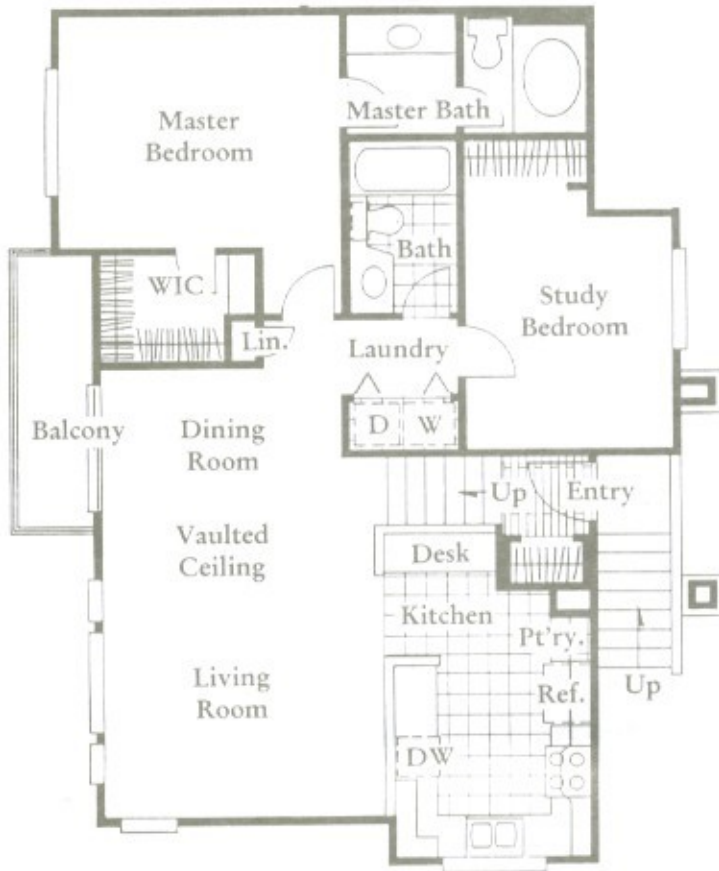 Master Bath
Master
Bedroom
Bath
WIC
Study
Bedroom
Lin.
Laundry
D
W
Balcony
Dining
Room
Up
Entry
Vaulted
Ceiling
Desk
Kitchen
Pt'ry.
Living
Room
Ref.
Up
DW